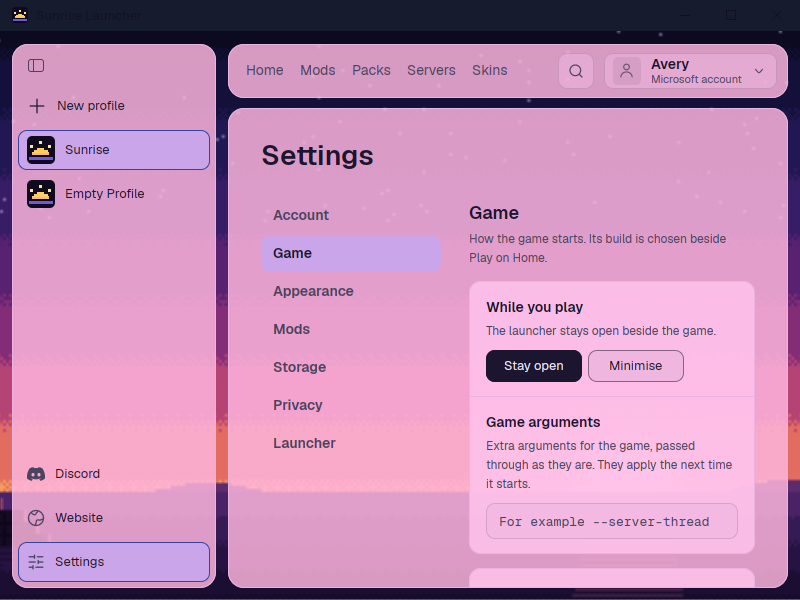 Sunrise Launcher
New profile
Sunrise
Empty Profile
Discord
Website
Settings
Home Mods Packs Servers Skins
Avery
Microsoft account
Settings
Account
Game
Appearance
Mods
Storage
Privacy
Launcher
Game
How the game starts. Its build is chosen beside
Play on Home.
While you play
The launcher stays open beside the game.
Stay open Minimise
Game arguments
Extra arguments for the game, passed
through as they are. They apply the next time
it starts.
For example --server-thread